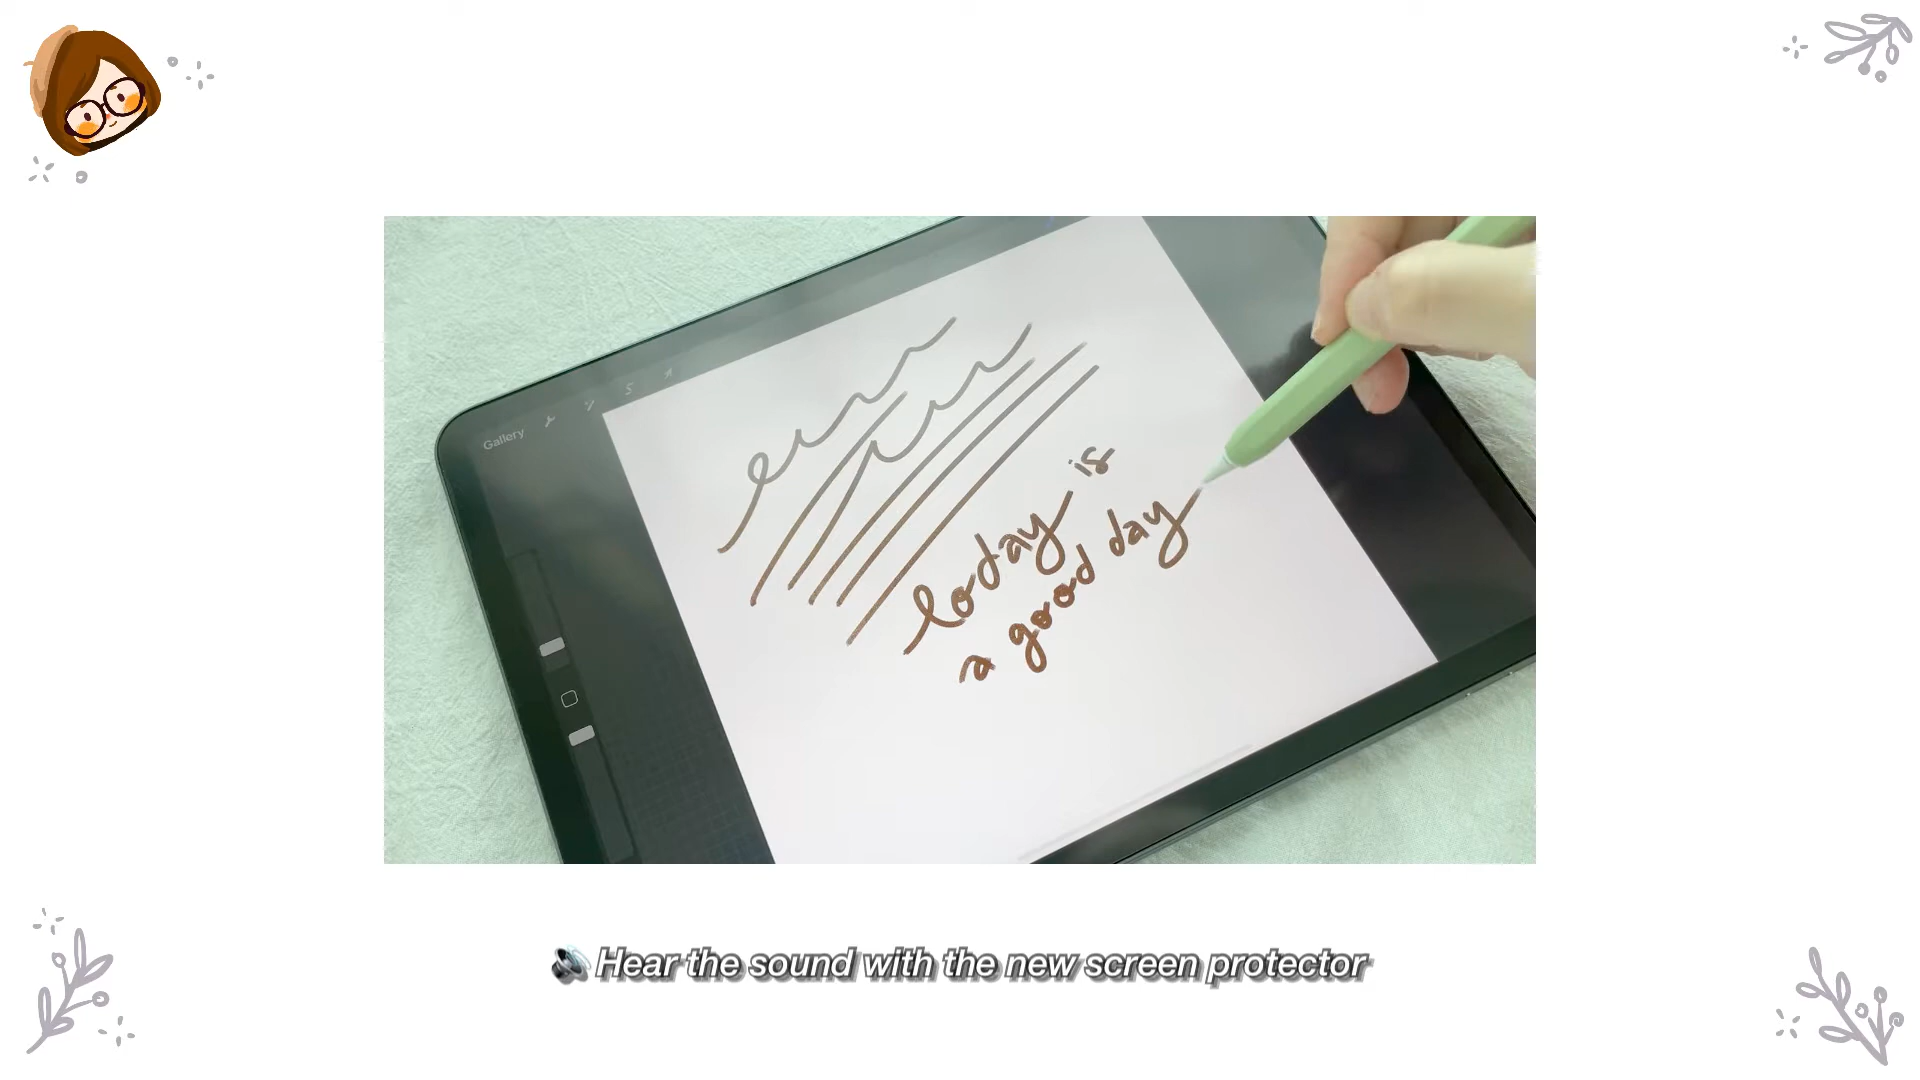 Gallery
today is
a good day
🔊 Hear the sound with the new screen protector